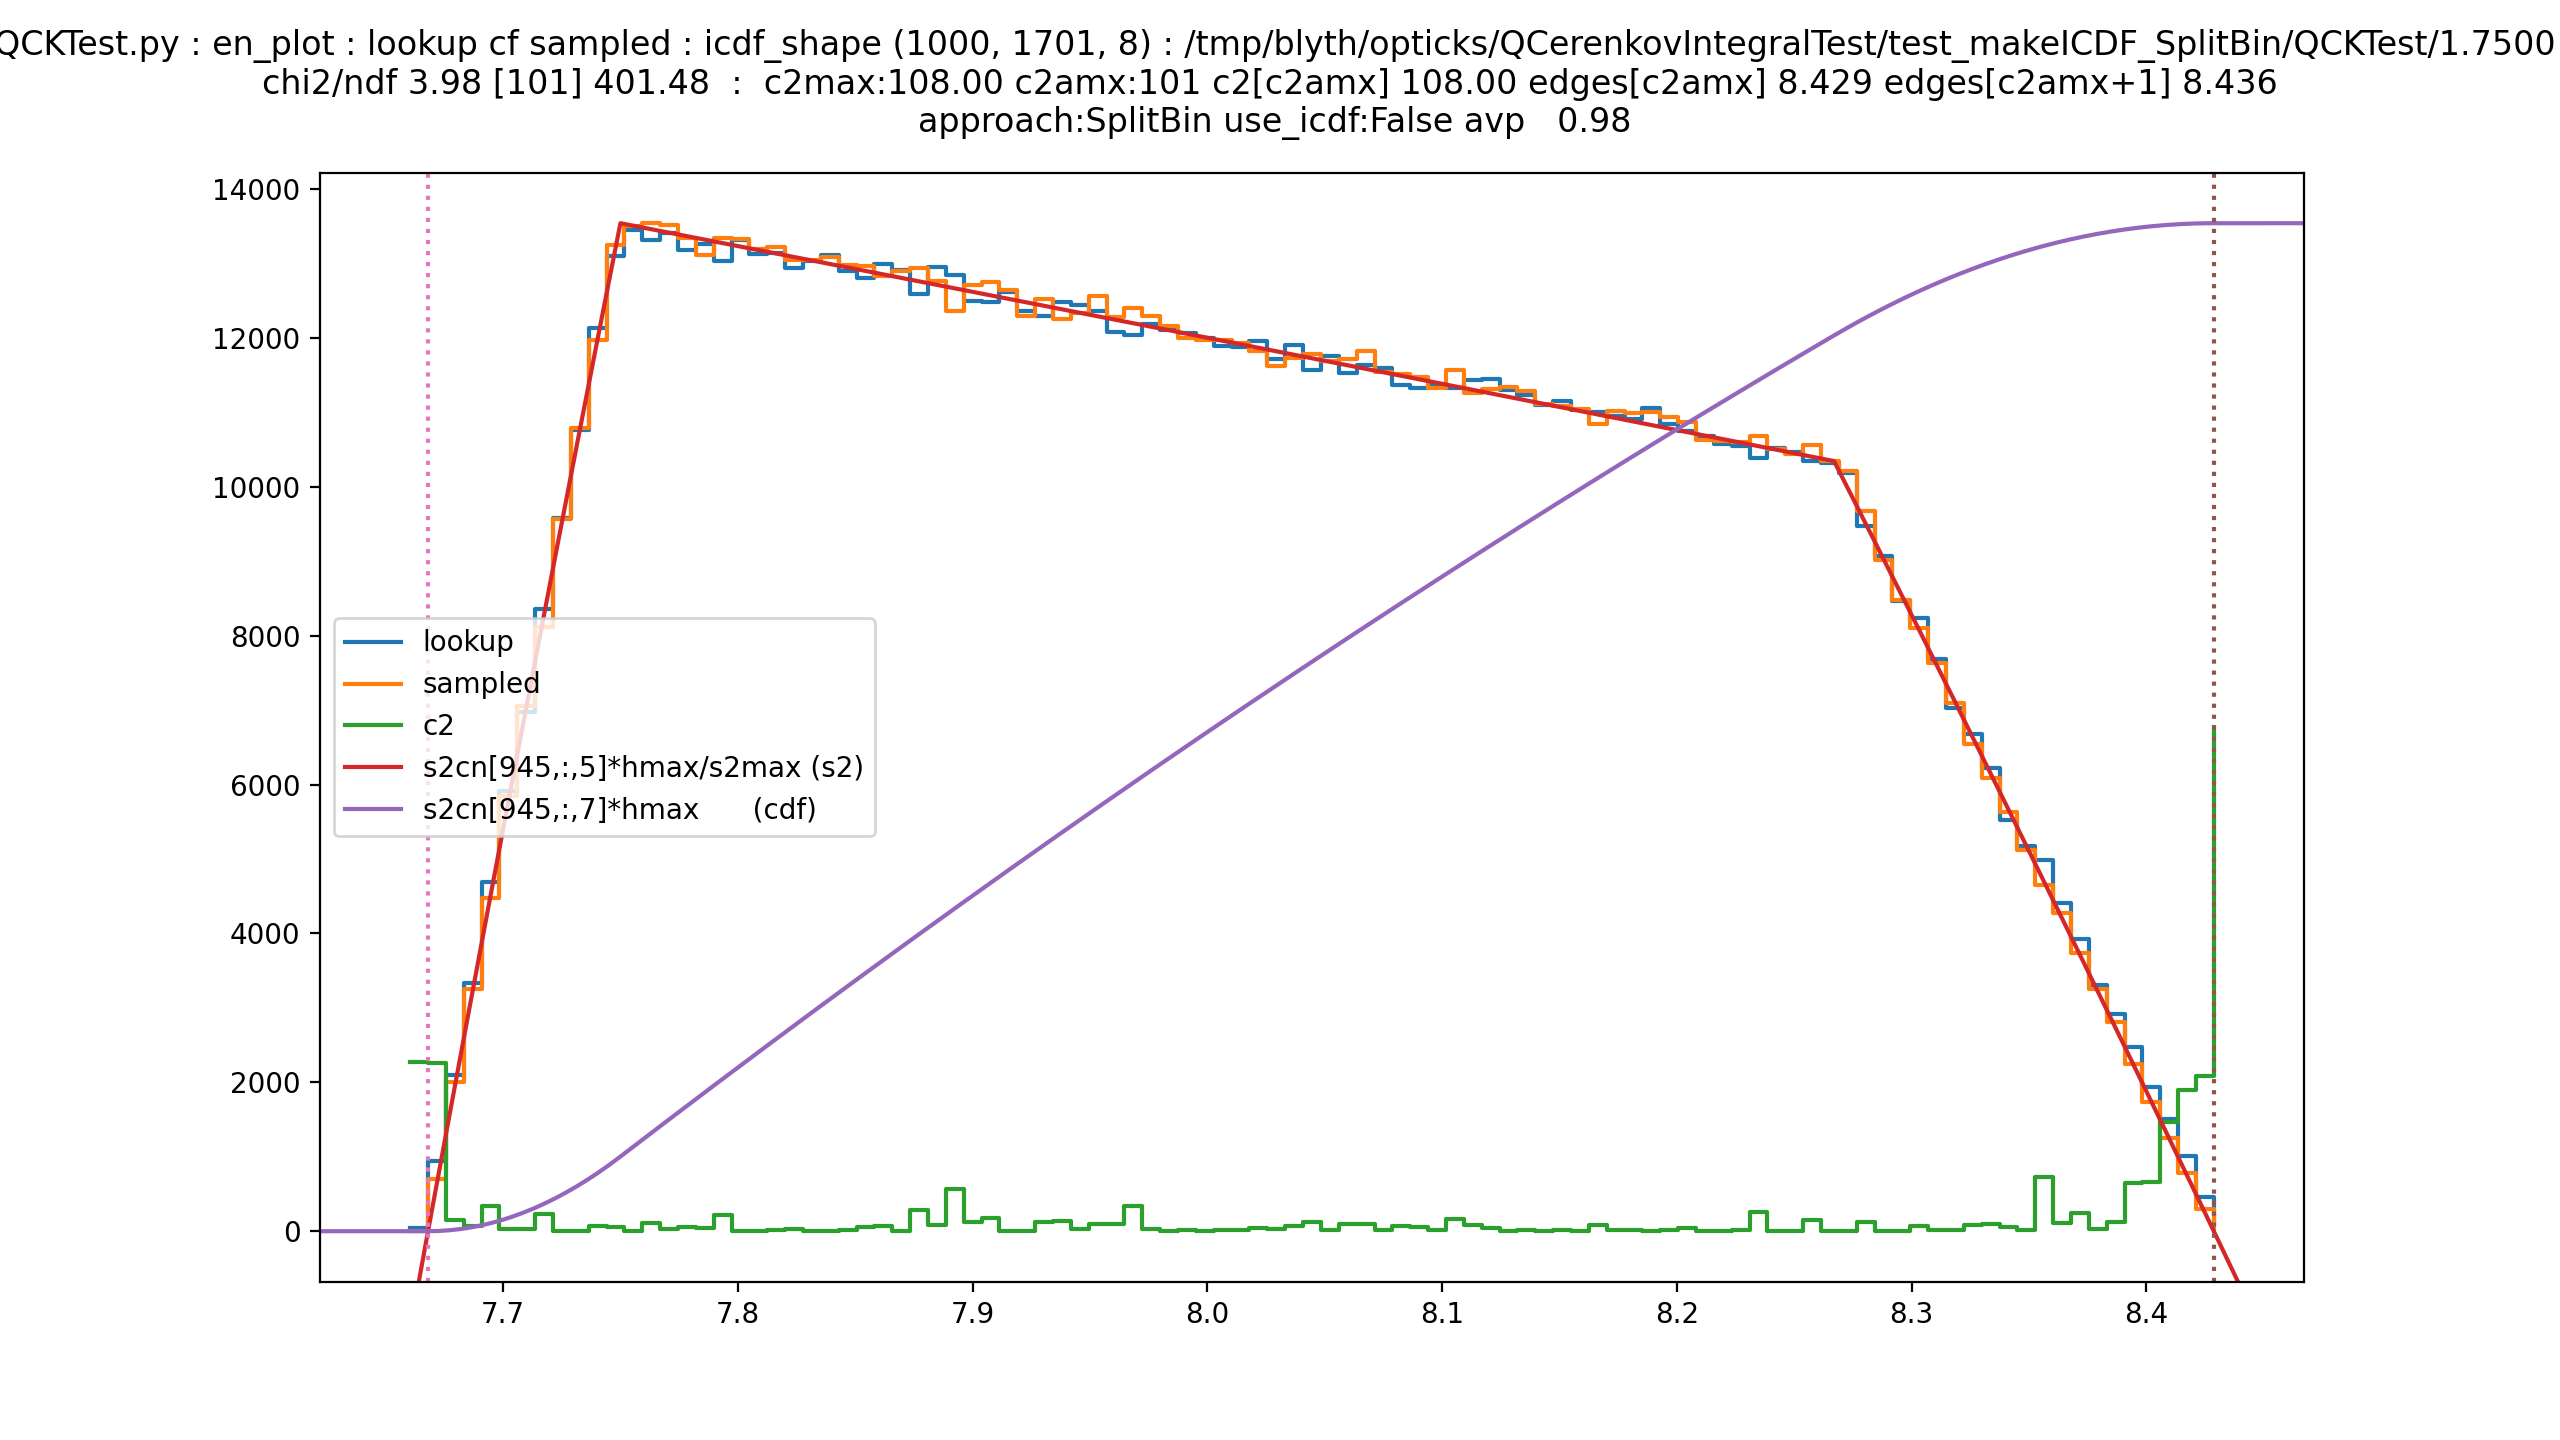 QCKTest.py : en_plot : lookup cf sampled : icdf_shape (1000, 1701, 8) : /tmp/blyth/opticks/QCerenkovIntegralTest/test_makeICDF_SplitBin/QCKTest/1.7500
chi2/ndf 3.98 [101] 401.48  :  c2max:108.00 c2amx:101 c2[c2amx] 108.00 edges[c2amx] 8.429 edges[c2amx+1] 8.436
approach:SplitBin use_icdf:False avp   0.98
14000
12000
10000
8000
6000
4000
2000
0
lookup
sampled
c2
s2cn[945,:,5]*hmax/s2max (s2)
s2cn[945,:,7]*hmax      (cdf)
7.7 7.8 7.9 8.0 8.1 8.2 8.3 8.4